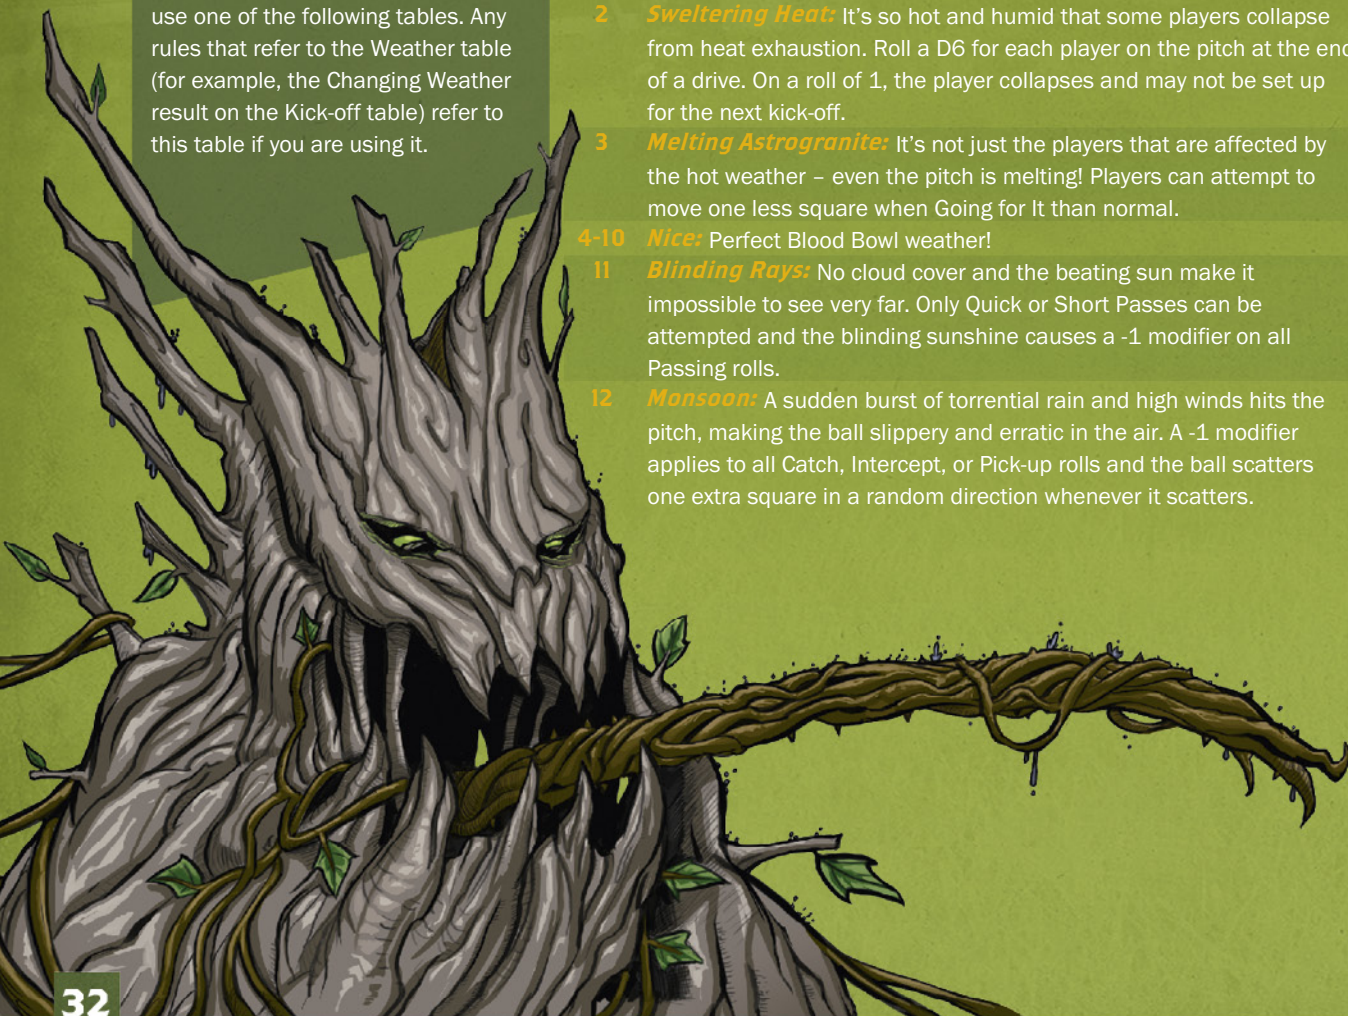 use one of the following tables. Any
rules that refer to the Weather table
(for example, the Changing Weather
result on the Kick-off table) refer to
this table if you are using it.
2 Sweltering Heat: It’s so hot and humid that some players collapse
from heat exhaustion. Roll a D6 for each player on the pitch at the end
of a drive. On a roll of 1, the player collapses and may not be set up
for the next kick-off.
3 Melting Astrogranite: It’s not just the players that are affected by
the hot weather – even the pitch is melting! Players can attempt to
move one less square when Going for It than normal.
4-10 Nice: Perfect Blood Bowl weather!
11 Blinding Rays: No cloud cover and the beating sun make it
impossible to see very far. Only Quick or Short Passes can be
attempted and the blinding sunshine causes a -1 modifier on all
Passing rolls.
12 Monsoon: A sudden burst of torrential rain and high winds hits the
pitch, making the ball slippery and erratic in the air. A -1 modifier
applies to all Catch, Intercept, or Pick-up rolls and the ball scatters
one extra square in a random direction whenever it scatters.
32